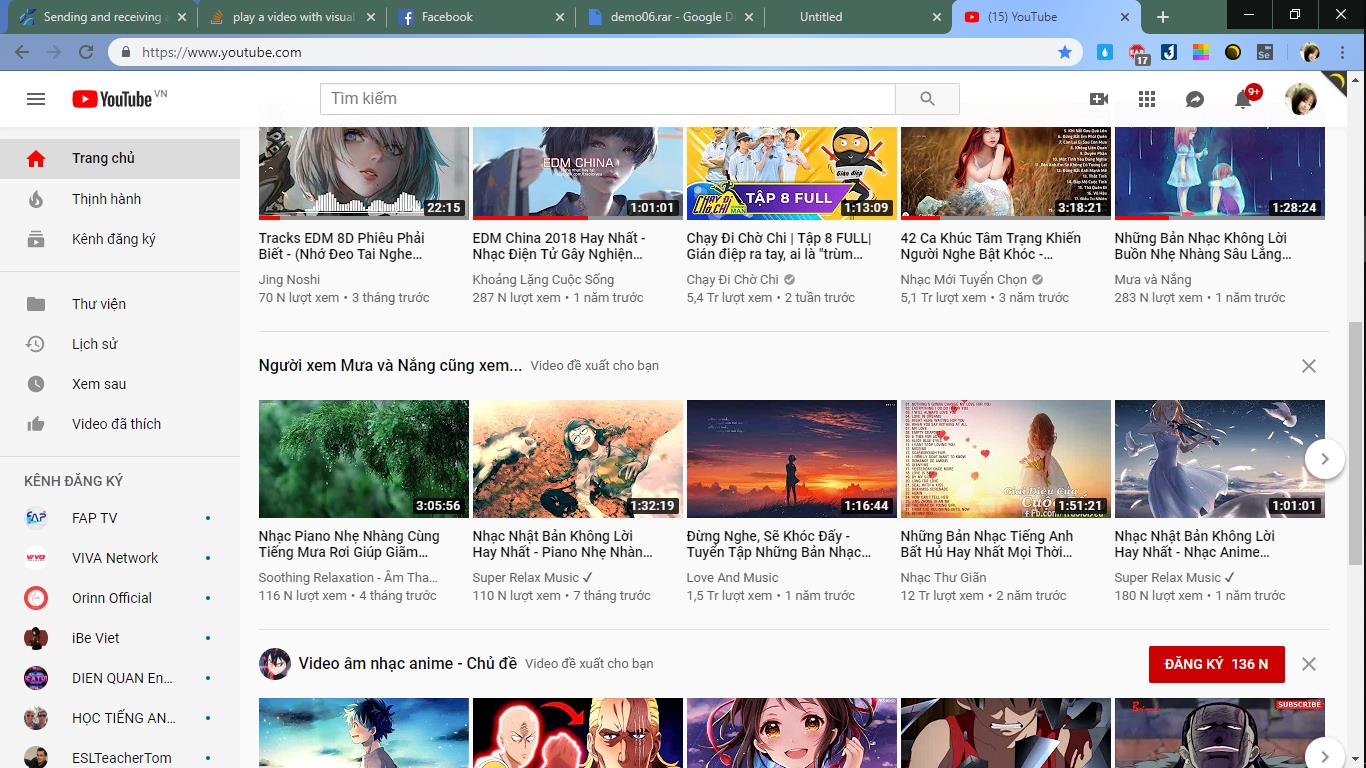 Sending and receiving a
play a video with visual
Facebook
demo06.rar - Google D
Untitled
(15) YouTube
https://www.youtube.com
17
Se
YouTube VN
Tìm kiếm
9+
Trang chủ
Thịnh hành
Kênh đăng ký
Thư viện
Lịch sử
Xem sau
Video đã thích
KÊNH ĐĂNG KÝ
FAP TV
VIVA Network
Orinn Official
iBe Viet
DIEN QUAN En...
HỌC TIẾNG AN...
ESLTeacherTom
22:15
EDM CHINA
1:01:01
Gián điệp
CHẠY ĐI CHỜ CHI
TẬP 8 FULL
1:13:09
3:18:21
1:28:24
Tracks EDM 8D Phiêu Phải
Biết - (Nhớ Đeo Tai Nghe...
Jing Noshi
70 N lượt xem • 3 tháng trước
EDM China 2018 Hay Nhất -
Nhạc Điện Tử Gây Nghiện...
Khoảng Lặng Cuộc Sống
287 N lượt xem • 1 năm trước
Chạy Đi Chờ Chi | Tập 8 FULL|
Gián điệp ra tay, ai là "trùm...
Chạy Đi Chờ Chi
5,4 Tr lượt xem • 2 tuần trước
42 Ca Khúc Tâm Trạng Khiến
Người Nghe Bật Khóc -...
Nhạc Mới Tuyển Chọn
5,1 Tr lượt xem • 3 năm trước
Những Bản Nhạc Không Lời
Buồn Nhẹ Nhàng Sâu Lắng...
Mưa và Nắng
283 N lượt xem • 1 năm trước
Người xem Mưa và Nắng cũng xem... Video đề xuất cho bạn
3:05:56
1:32:19
1:16:44
Giai Điệu Của
1:51:21
1:01:01
Nhạc Piano Nhẹ Nhàng Cùng
Tiếng Mưa Rơi Giúp Giãm...
Soothing Relaxation - Âm Tha...
116 N lượt xem • 4 tháng trước
Nhạc Nhật Bản Không Lời
Hay Nhất - Piano Nhẹ Nhàn...
Super Relax Music ✓
110 N lượt xem • 7 tháng trước
Đừng Nghe, Sẽ Khóc Đấy -
Tuyển Tập Những Bản Nhạc...
Love And Music
1,5 Tr lượt xem • 1 năm trước
Những Bản Nhạc Tiếng Anh
Bất Hủ Hay Nhất Mọi Thời...
Nhạc Thư Giãn
12 Tr lượt xem • 2 năm trước
Nhạc Nhật Bản Không Lời
Hay Nhất - Nhạc Anime...
Super Relax Music ✓
180 N lượt xem • 1 năm trước
Video âm nhạc anime - Chủ đề Video đề xuất cho bạn
ĐĂNG KÝ 136 N
SUBSCRIBE